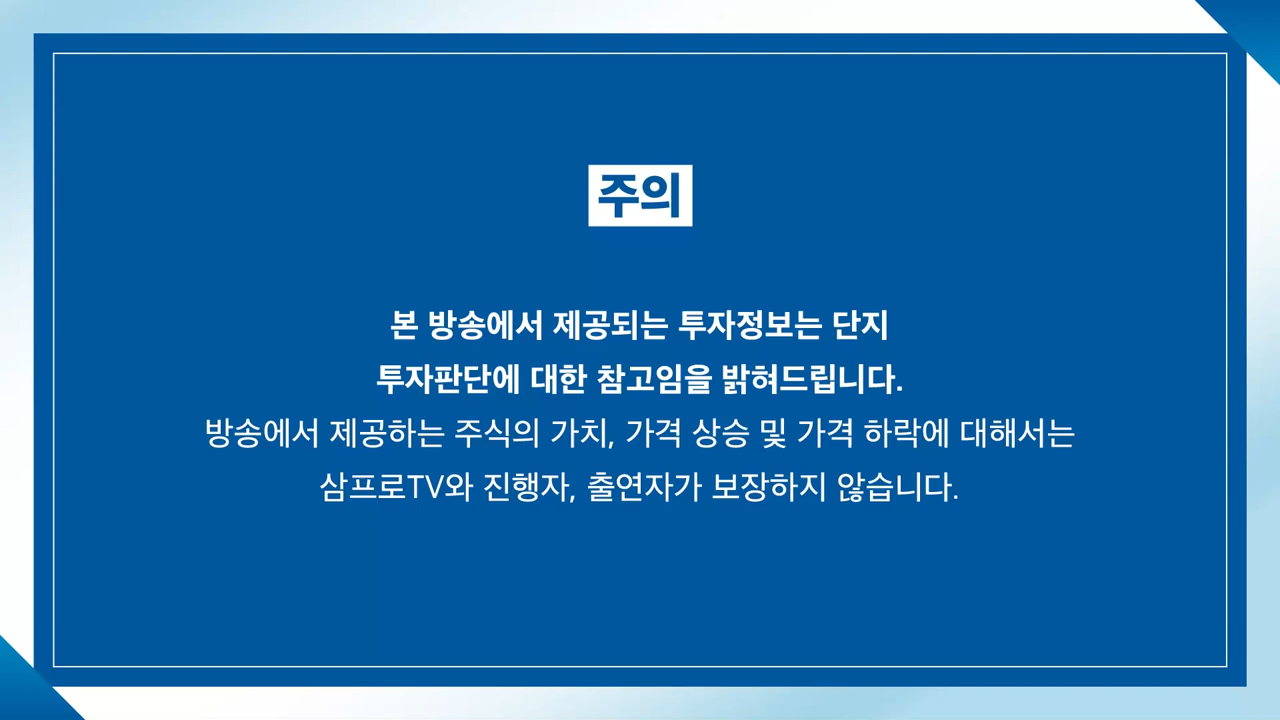 주의
본 방송에서 제공되는 투자정보는 단지
투자판단에 대한 참고임을 밝혀드립니다.
방송에서 제공하는 주식의 가치, 가격 상승 및 가격 하락에 대해서는
삼프로TV와 진행자, 출연자가 보장하지 않습니다.